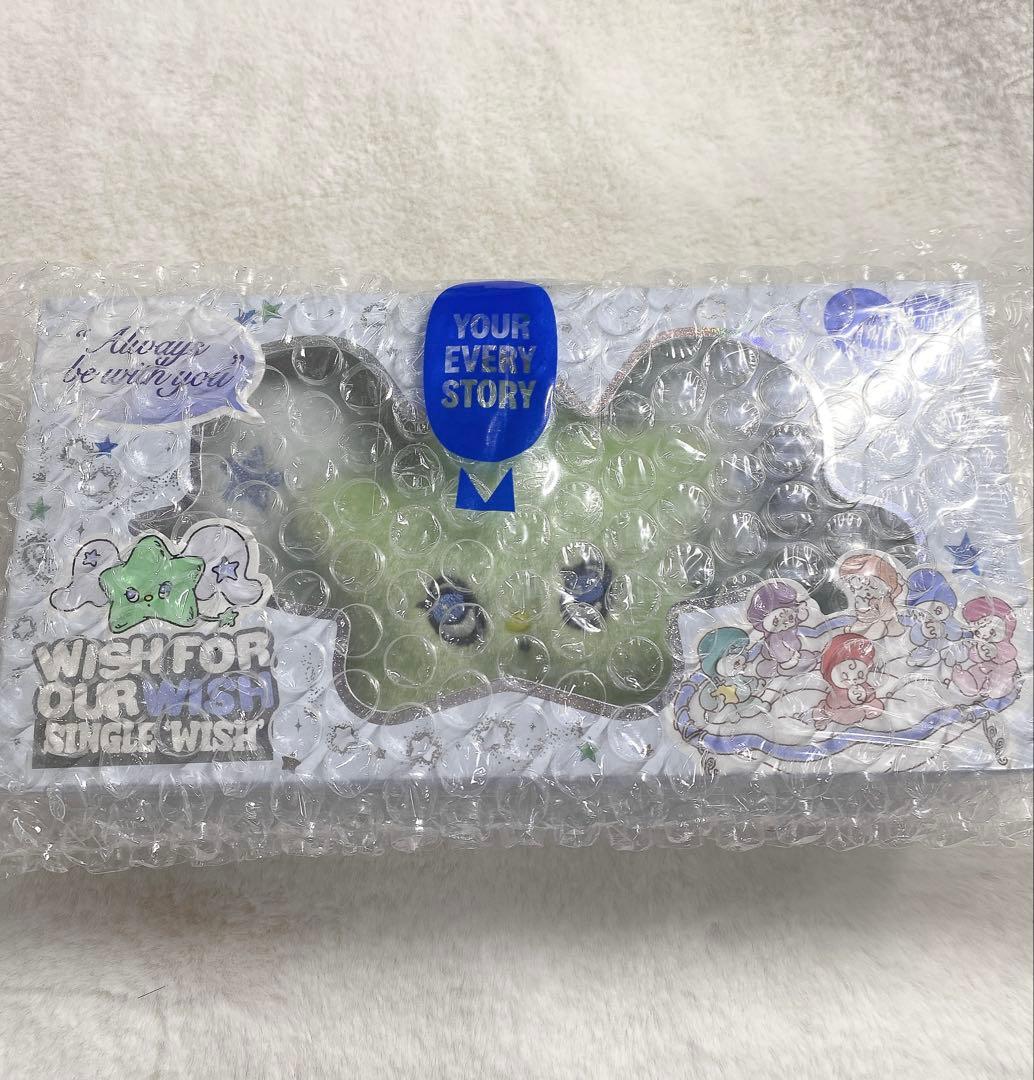 "Always
be with you"
YOUR
EVERY
STORY
WISH FOR
OUR WISH
SINGLE 'WISH'